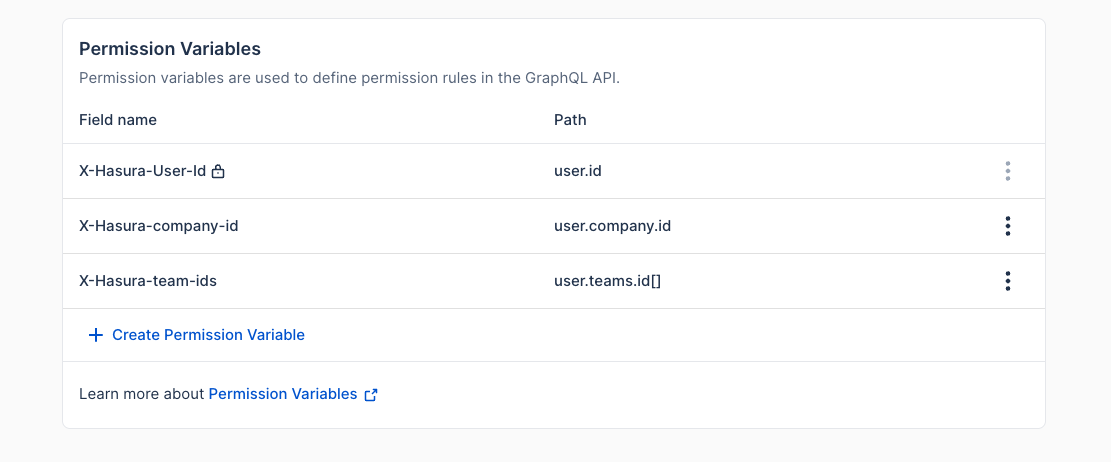 Permission Variables
Permission variables are used to define permission rules in the GraphQL API.
Field name Path
X-Hasura-User-Id user.id
X-Hasura-company-id user.company.id
X-Hasura-team-ids user.teams.id[]
Create Permission Variable
Learn more about Permission Variables